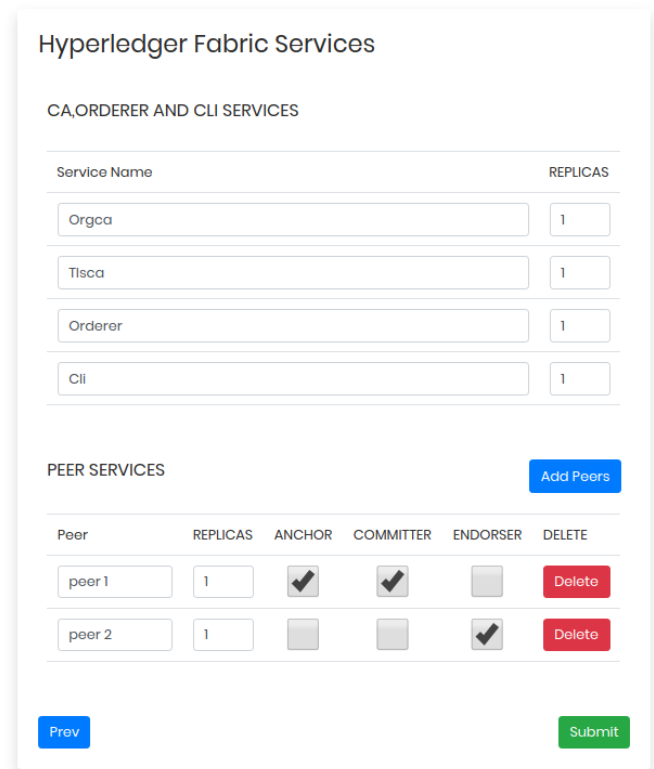 Hyperledger Fabric Services
CA,ORDERER AND CLI SERVICES
Service Name REPLICAS
Orgca 1
Tlsca 1
Orderer 1
Cli 1
PEER SERVICES Add Peers
Peer REPLICAS ANCHOR COMMITTER ENDORSER DELETE
peer 1 1 Delete
peer 2 1 Delete
Prev Submit